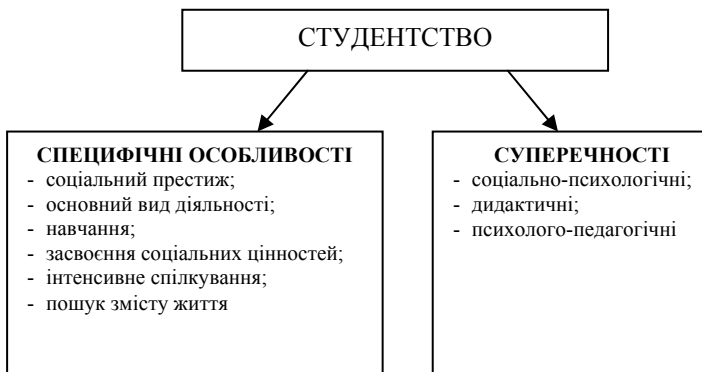 СТУДЕНТСТВО
СПЕЦИФІЧНІ ОСОБЛИВОСТІ
- соціальний престиж;
- основний вид діяльності;
- навчання;
- засвоєння соціальних цінностей;
- інтенсивне спілкування;
- пошук змісту життя
СУПЕРЕЧНОСТІ
- соціально-психологічні;
- дидактичні;
- психолого-педагогічні